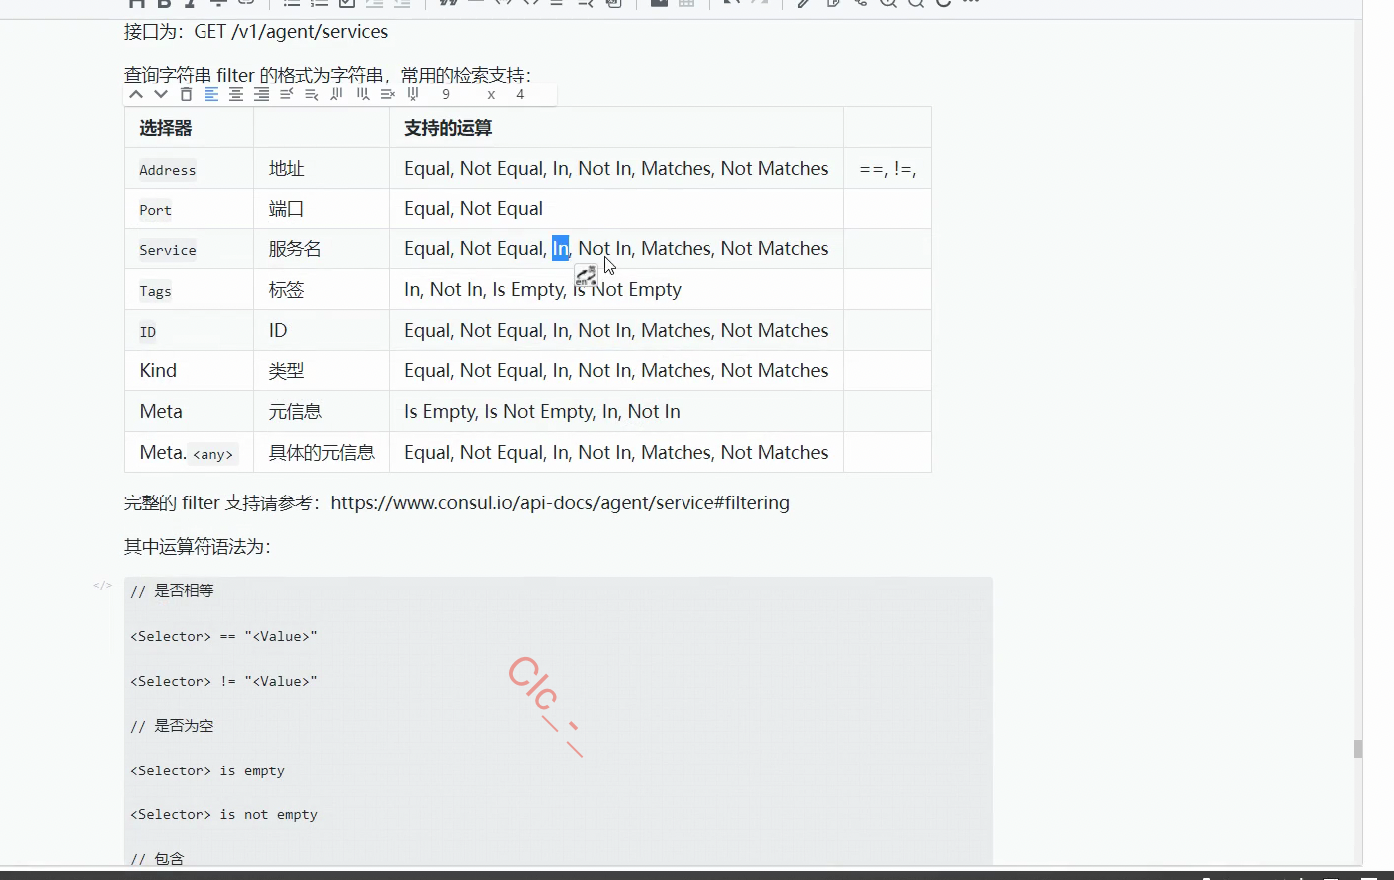 接口为：GET /v1/agent/services
查询字符串 filter 的格式为字符串，常用的检索支持：
9 x 4
选择器 支持的运算
Address 地址 Equal, Not Equal, In, Not In, Matches, Not Matches ==, !=,
Port 端口 Equal, Not Equal
Service 服务名 Equal, Not Equal, In, Not In, Matches, Not Matches
Tags 标签 In, Not In, Is Empty, Is Not Empty
ID ID Equal, Not Equal, In, Not In, Matches, Not Matches
Kind 类型 Equal, Not Equal, In, Not In, Matches, Not Matches
Meta 元信息 Is Empty, Is Not Empty, In, Not In
Meta.<any> 具体的元信息 Equal, Not Equal, In, Not In, Matches, Not Matches
完整的 filter 支持请参考：https://www.consul.io/api-docs/agent/service#filtering
其中运算符语法为：
</>
// 是否相等
<Selector> == "<Value>"
<Selector> != "<Value>"
// 是否为空
<Selector> is empty
<Selector> is not empty
// 包含